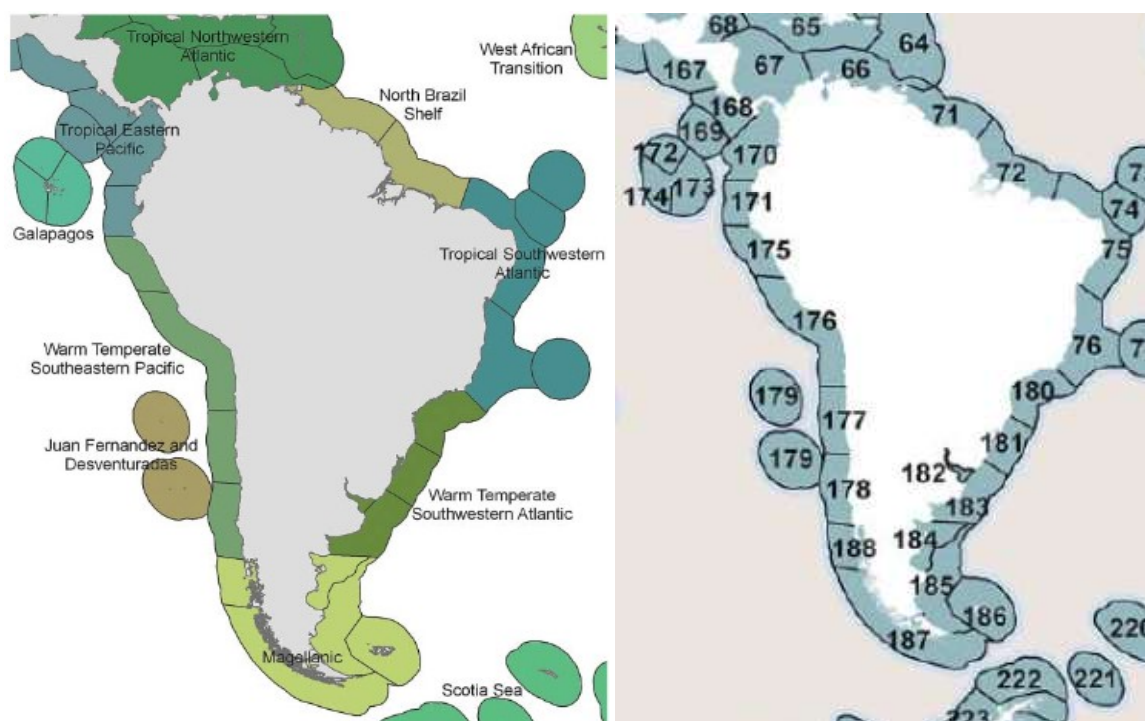 Tropical Northwestern
Atlantic
West African
Transition
North Brazil
Shelf
Tropical Eastern
Pacific
Galapagos
Tropical Southwestern
Atlantic
Warm Temperate
Southeastern Pacific
Juan Fernandez and
Desventuradas
Warm Temperate
Southwestern Atlantic
Magellanic
Scotia Sea
68
65
64
167
67
66
168
71
169
172
170
72
174
173
171
74
75
175
176
76
180
179
177
181
179
182
178
183
184
188
185
186
187
220
222
221
223